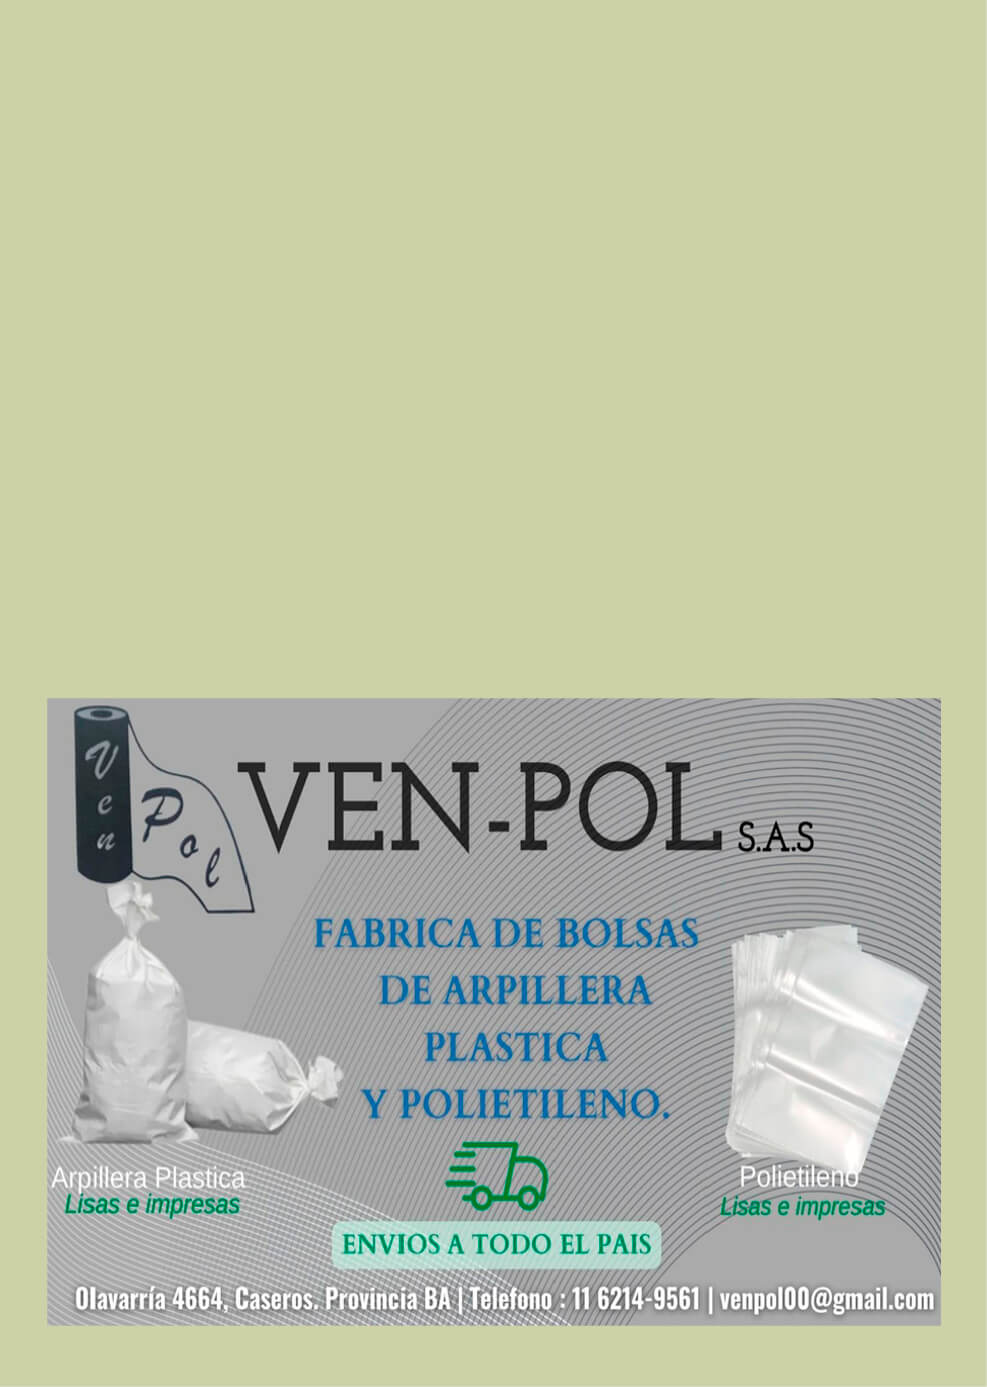 Ven
Pol
VEN-POL S.A.S
FABRICA DE BOLSAS
DE ARPILLERA
PLASTICA
Y POLIETILENO.
Arpillera Plastica
Lisas e impresas
Polietileno
Lisas e impresas
ENVIOS A TODO EL PAIS
Olavarría 4664, Caseros. Provincia BA | Telefono : 11 6214-9561 | venpol00@gmail.com